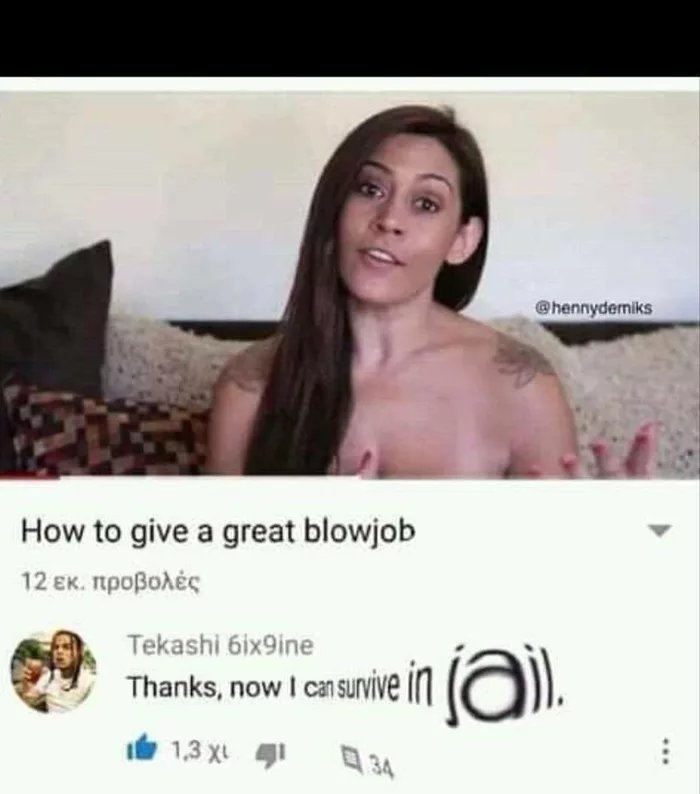 @hennydemiks
How to give a great blowjob
12 εκ. προβολές
Tekashi 6ix9ine
Thanks, now I can survive in jail.
1,3 χι
34